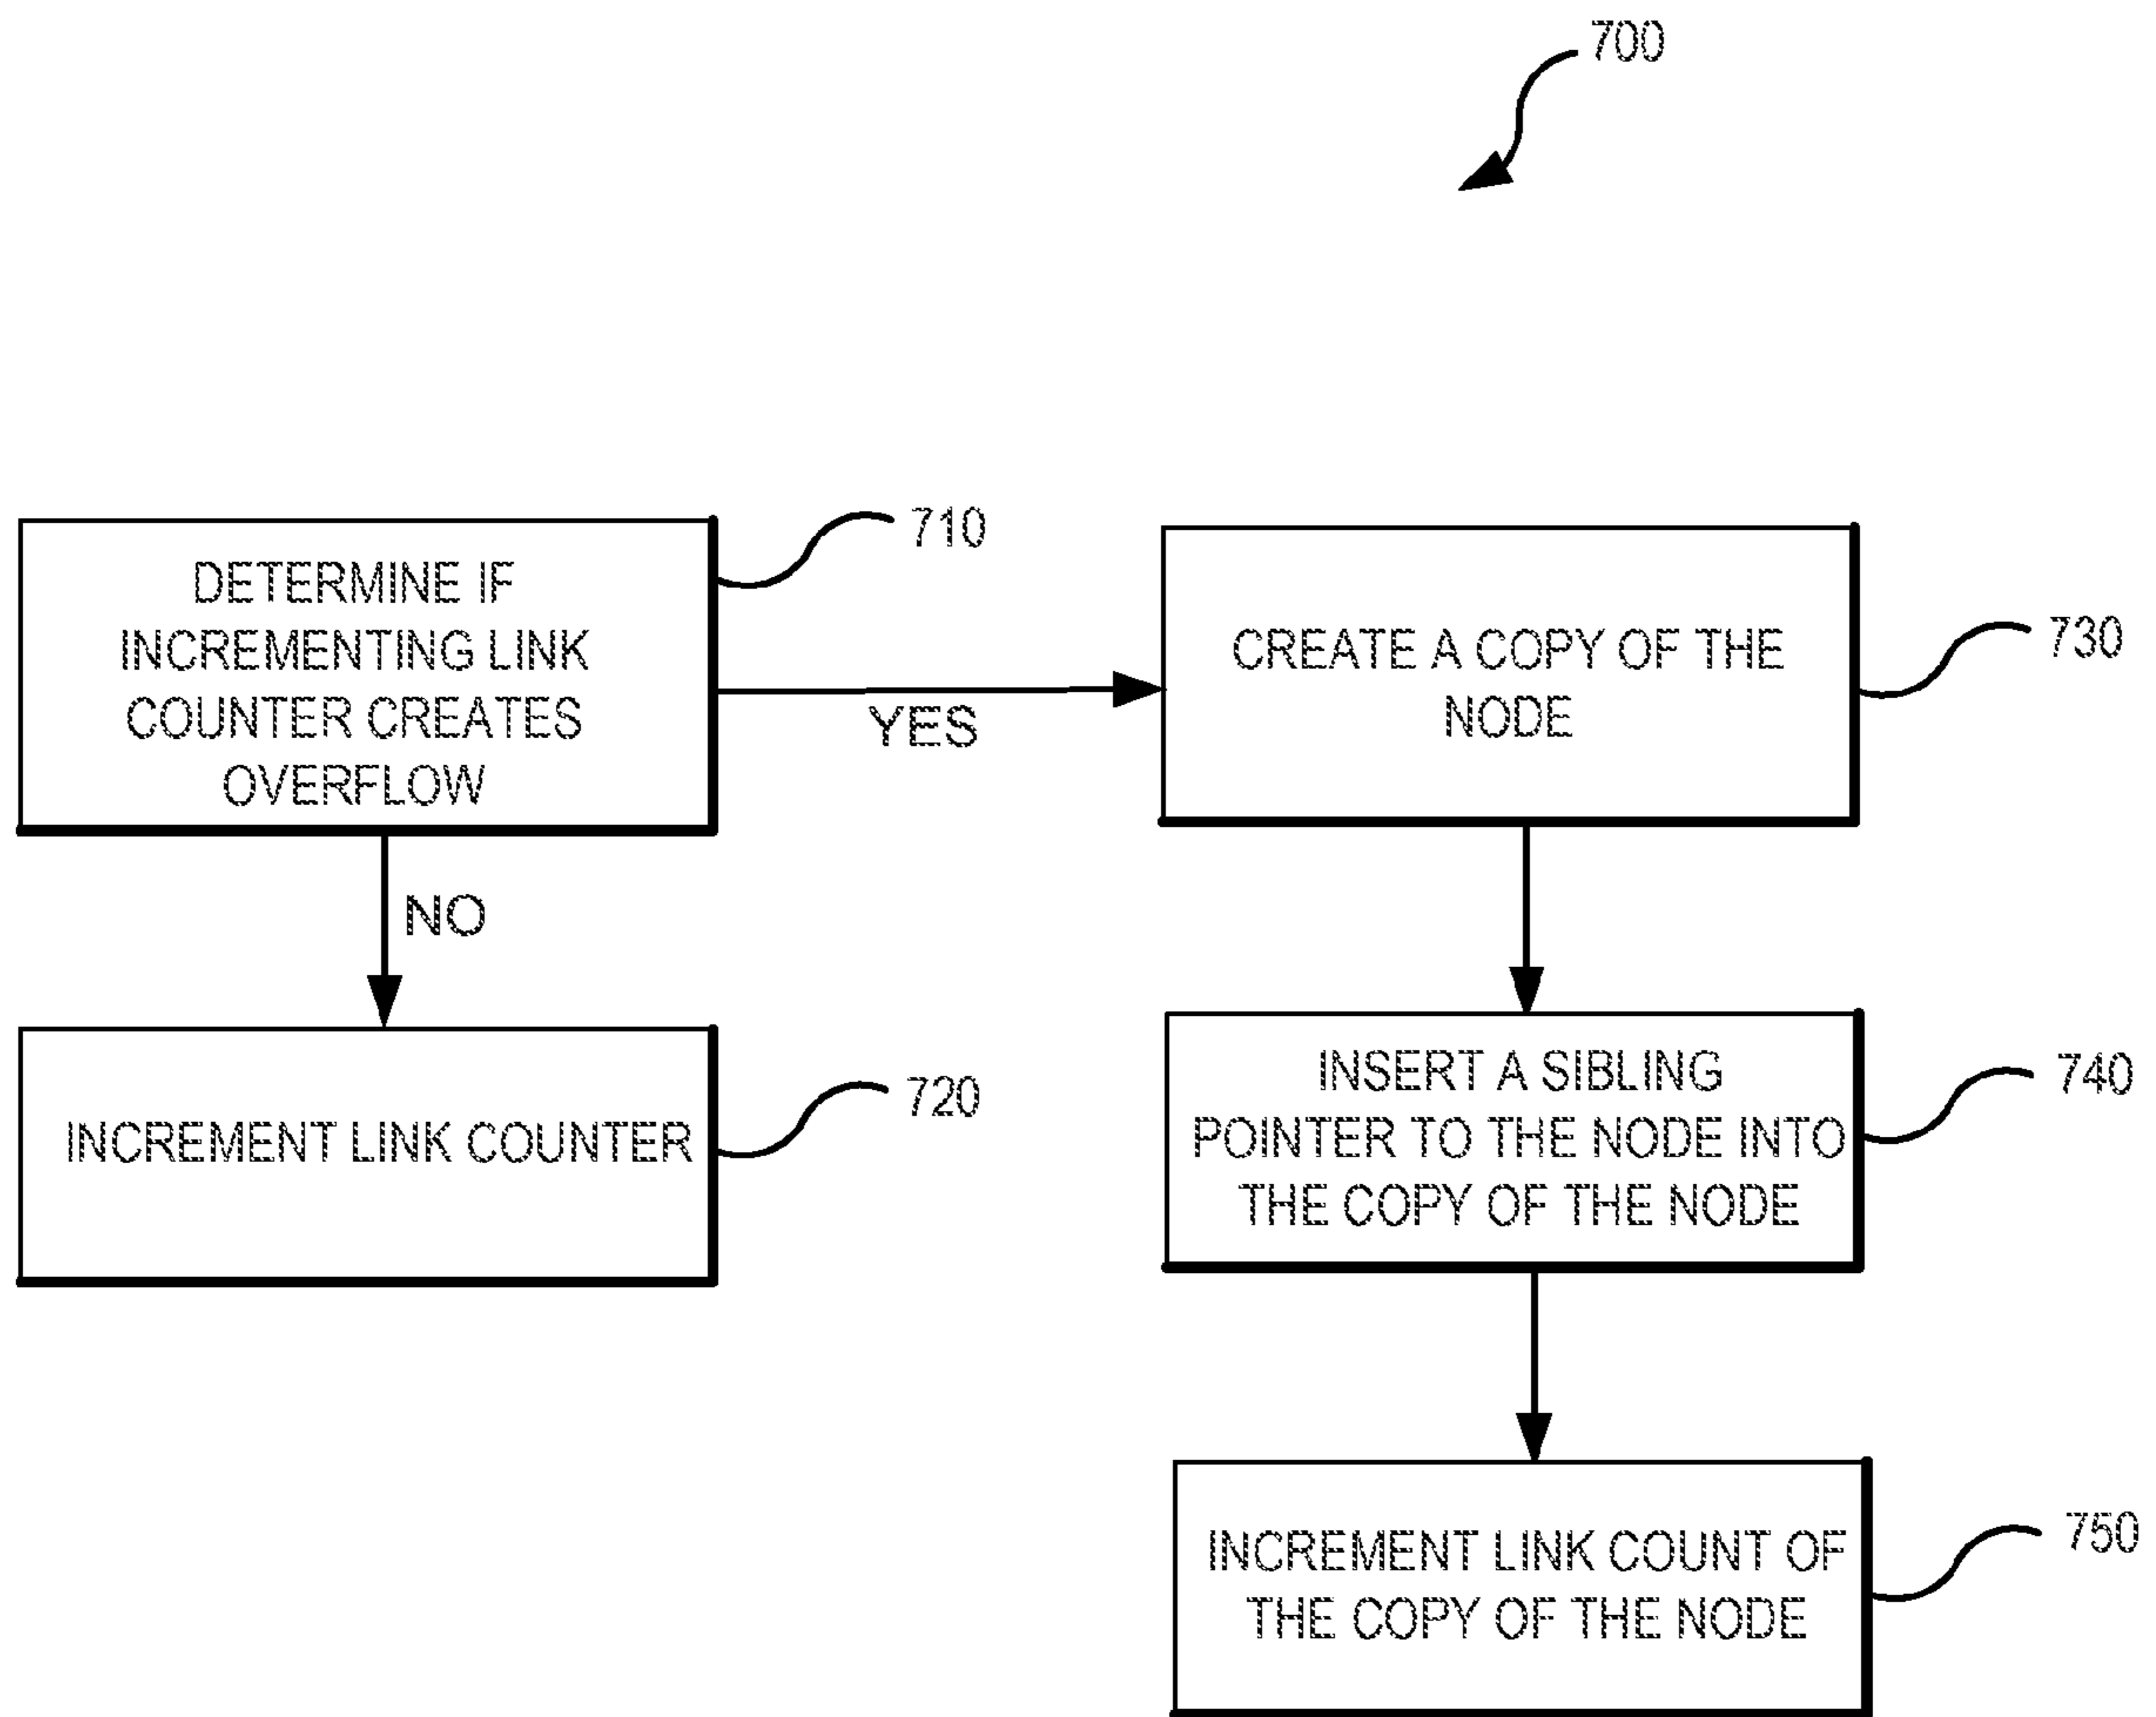 700
710
DETERMINE IF
INCREMENTING LINK
COUNTER CREATES
OVERFLOW
YES
730
CREATE A COPY OF THE
NODE
NO
720
INCREMENT LINK COUNTER
740
INSERT A SIBLING
POINTER TO THE NODE INTO
THE COPY OF THE NODE
750
INCREMENT LINK COUNT OF
THE COPY OF THE NODE